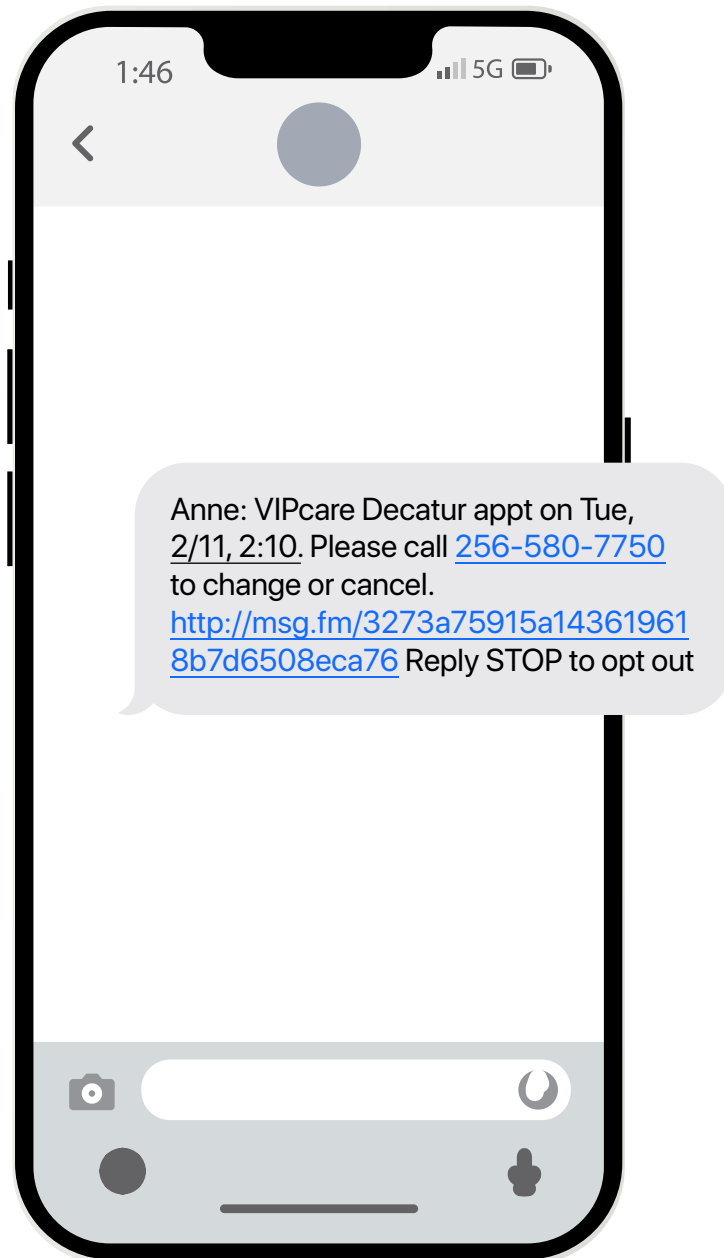 1:46
5G
Anne: VIPcare Decatur appt on Tue,
2/11, 2:10. Please call 256-580-7750
to change or cancel.
http://msg.fm/3273a75915a14361961
8b7d6508eca76 Reply STOP to opt out